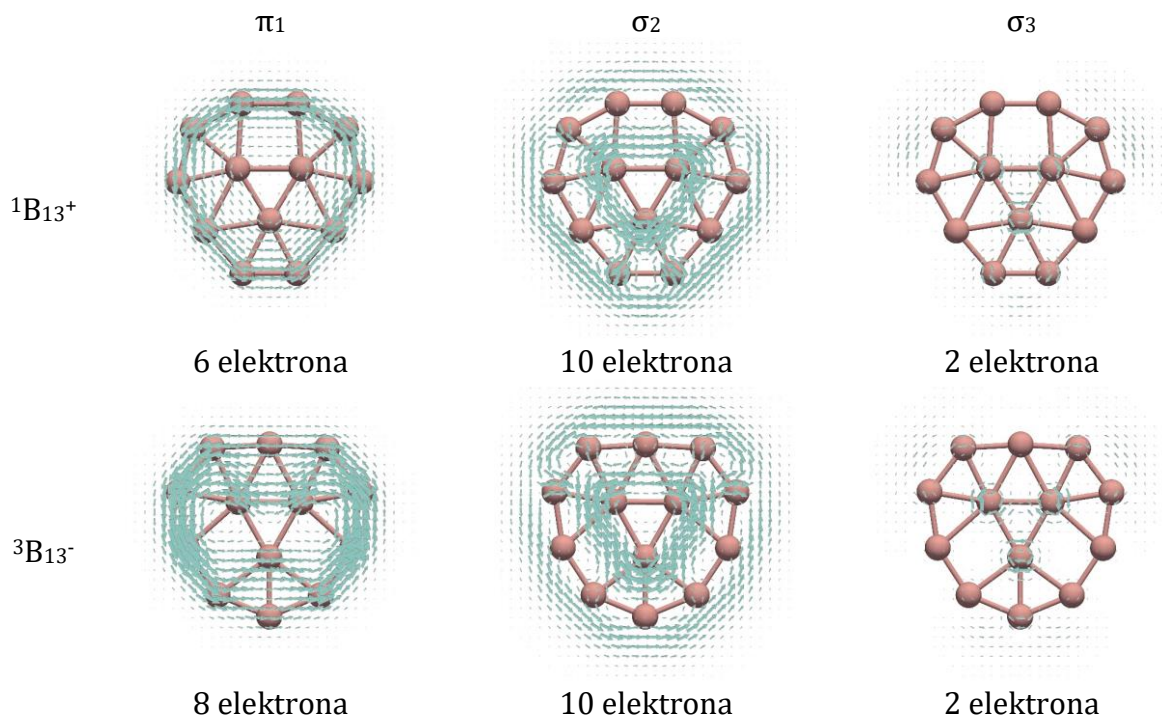 π₁ σ₂ σ₃
¹B₁₃⁺
6 elektrona 10 elektrona 2 elektrona
³B₁₃⁻
8 elektrona 10 elektrona 2 elektrona